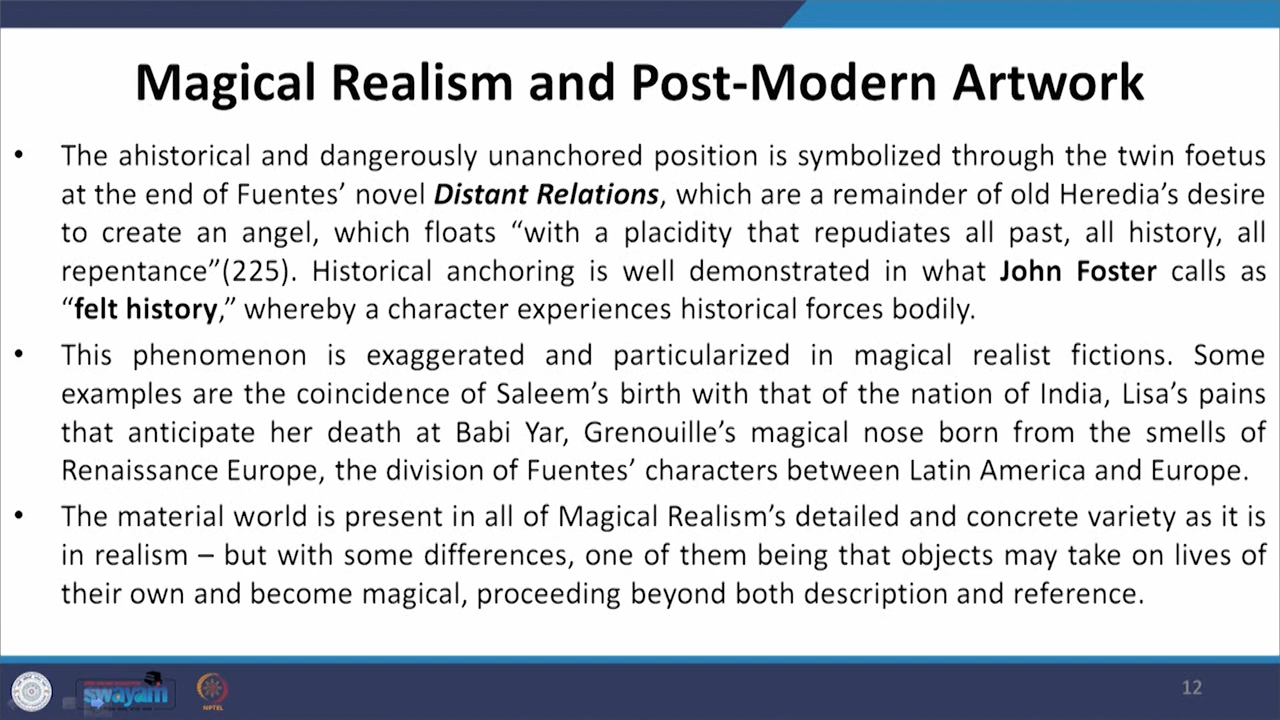 Magical Realism and Post-Modern Artwork
• The ahistorical and dangerously unanchored position is symbolized through the twin foetus
at the end of Fuentes’ novel Distant Relations, which are a remainder of old Heredia’s desire
to create an angel, which floats “with a placidity that repudiates all past, all history, all
repentance”(225). Historical anchoring is well demonstrated in what John Foster calls as
“felt history,” whereby a character experiences historical forces bodily.
• This phenomenon is exaggerated and particularized in magical realist fictions. Some
examples are the coincidence of Saleem’s birth with that of the nation of India, Lisa’s pains
that anticipate her death at Babi Yar, Grenouille’s magical nose born from the smells of
Renaissance Europe, the division of Fuentes’ characters between Latin America and Europe.
• The material world is present in all of Magical Realism’s detailed and concrete variety as it is
in realism – but with some differences, one of them being that objects may take on lives of
their own and become magical, proceeding beyond both description and reference.
swayam
NPTEL
12